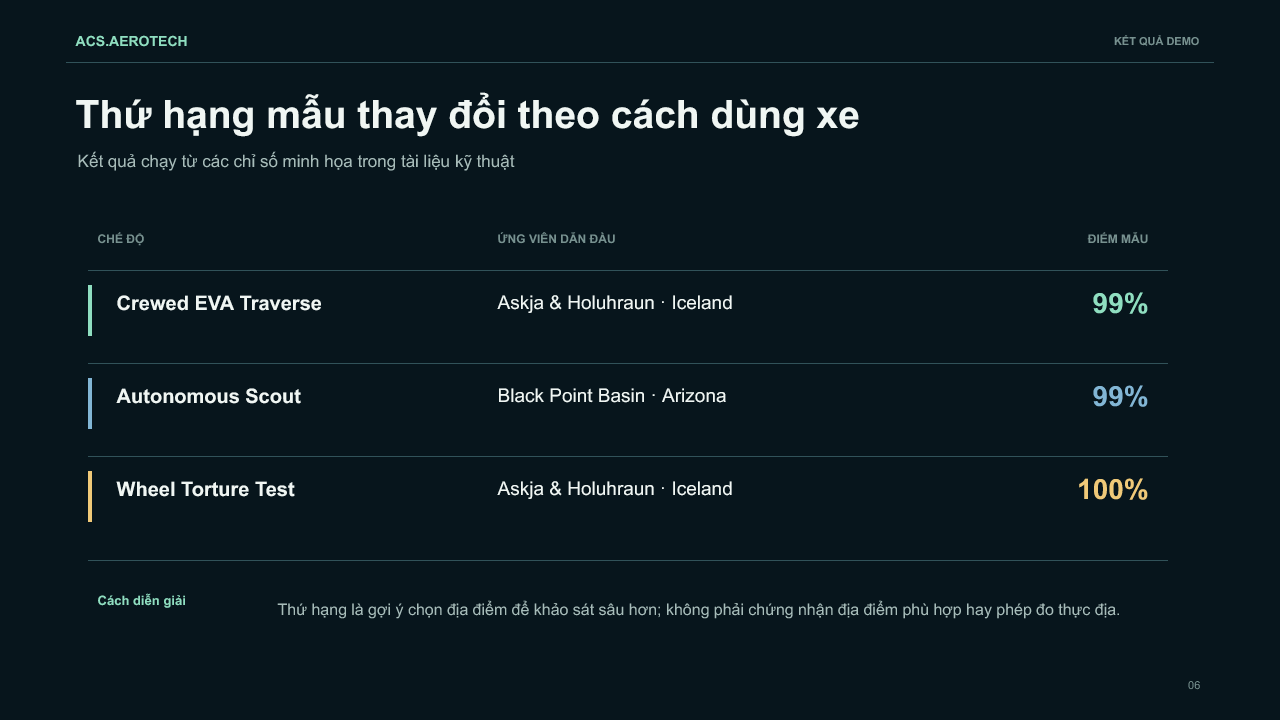 ACS.AEROTECH
KẾT QUẢ DEMO
Thứ hạng mẫu thay đổi theo cách dùng xe
Kết quả chạy từ các chỉ số minh họa trong tài liệu kỹ thuật
CHẾ ĐỘ
ỨNG VIÊN DẪN ĐẦU
ĐIỂM MẪU
Crewed EVA Traverse
Askja & Holuhraun · Iceland
99%
Autonomous Scout
Black Point Basin · Arizona
99%
Wheel Torture Test
Askja & Holuhraun · Iceland
100%
Cách diễn giải
Thứ hạng là gợi ý chọn địa điểm để khảo sát sâu hơn; không phải chứng nhận địa điểm phù hợp hay phép đo thực địa.
06